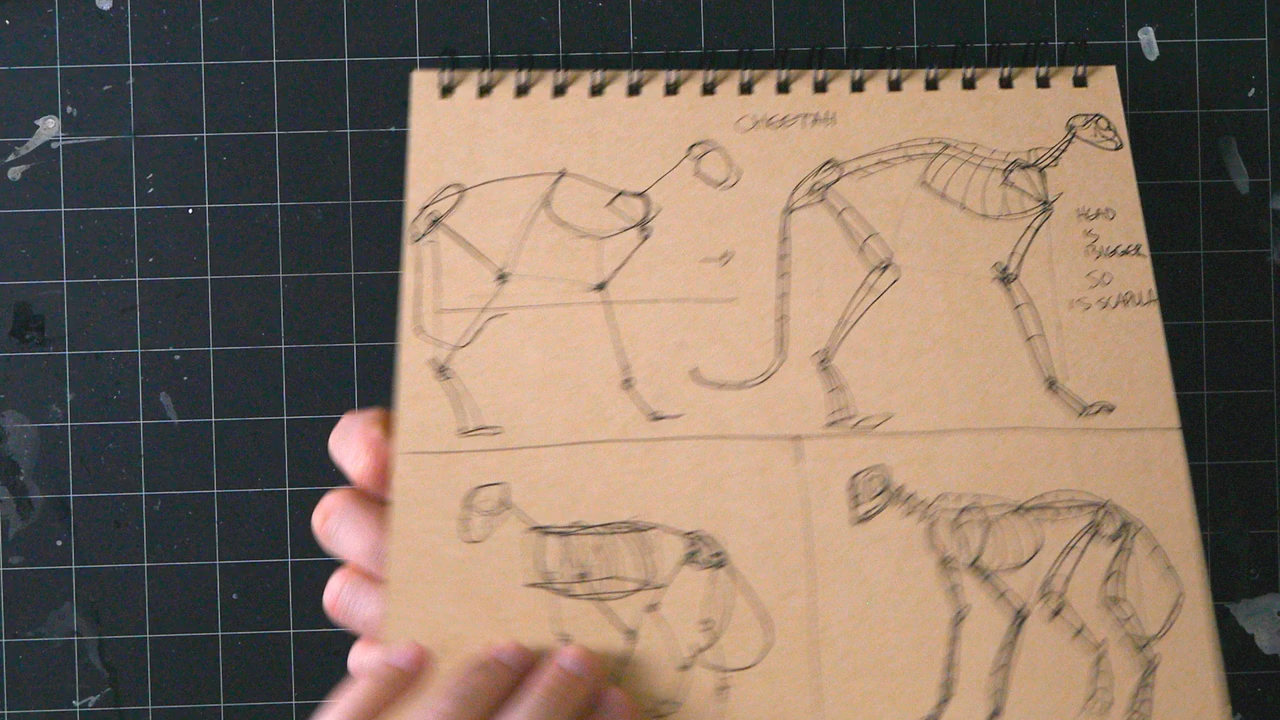 CHEETAH
HEAD
IS
BIGGER
SO
IS SCAPULA